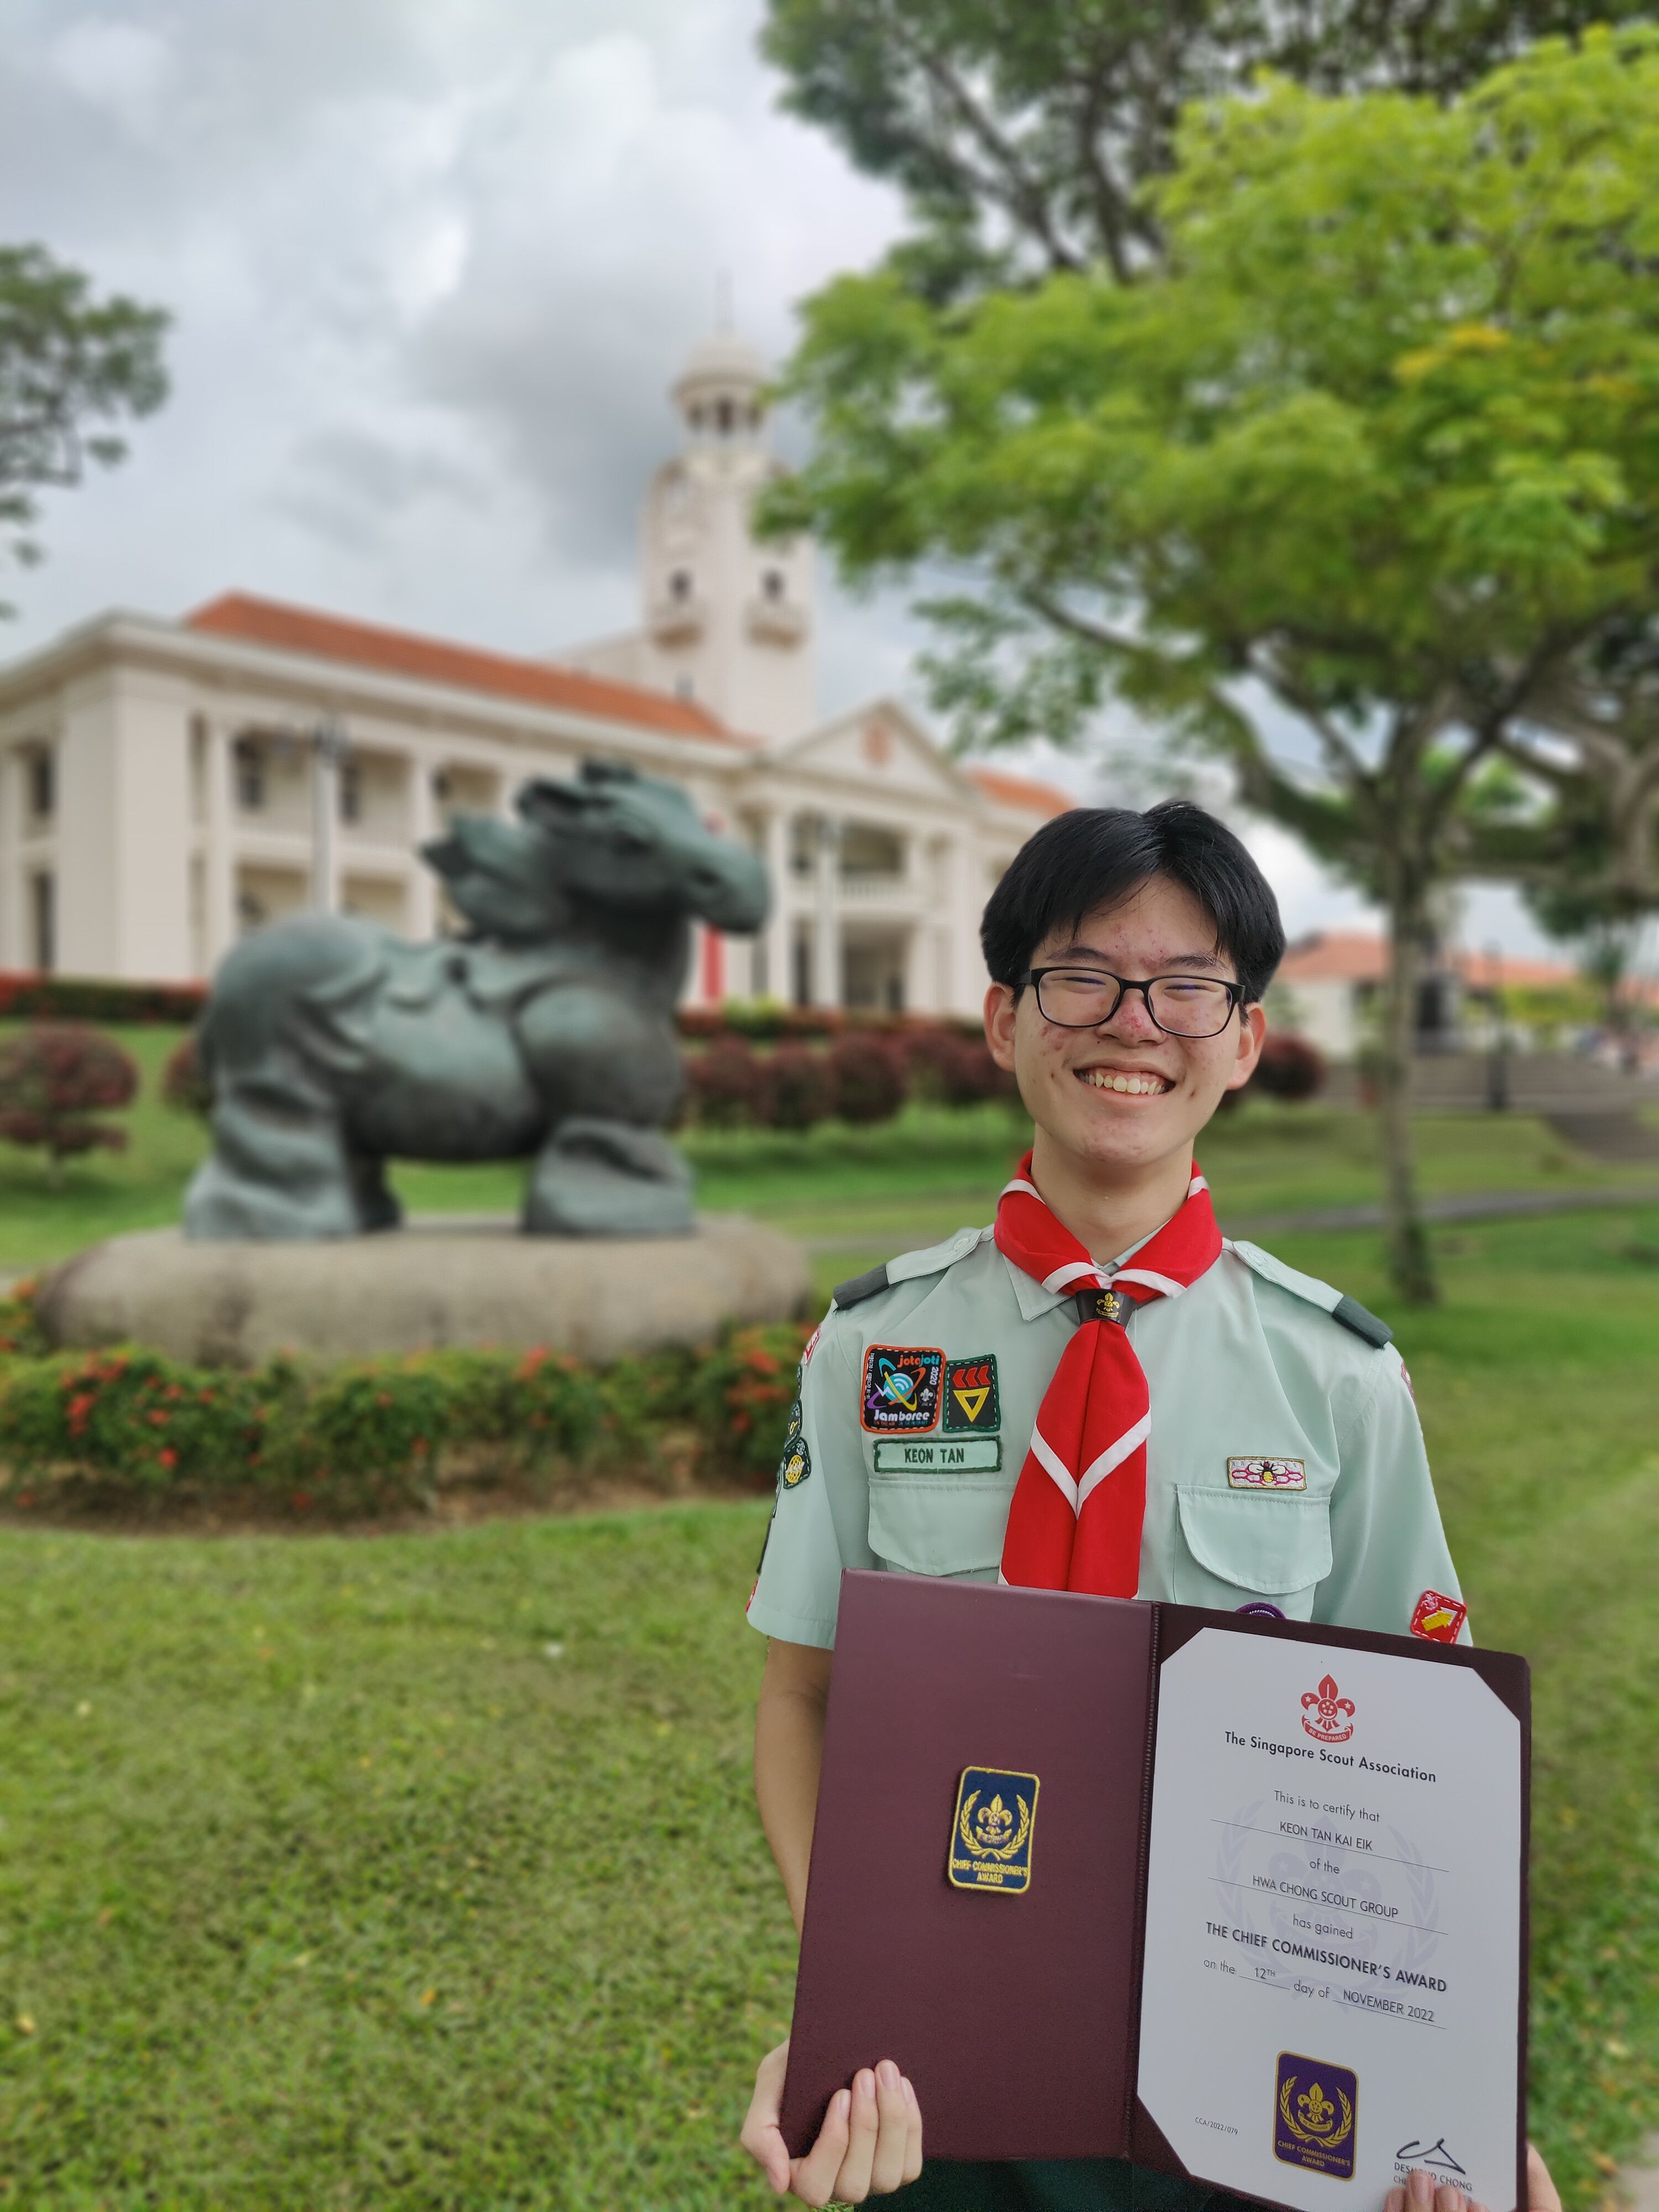 jotajoti
2020
Jamboree
KEON TAN
CHIEF COMMISSIONER'S
AWARD
BE PREPARED
The Singapore Scout Association
This is to certify that
KEON TAN KAI EIK
of the
HWA CHONG SCOUT GROUP
has gained
THE CHIEF COMMISSIONER'S AWARD
on the 12TH day of NOVEMBER 2022
CCA/2022/079
CHIEF COMMISSIONER'S
AWARD
CHONG